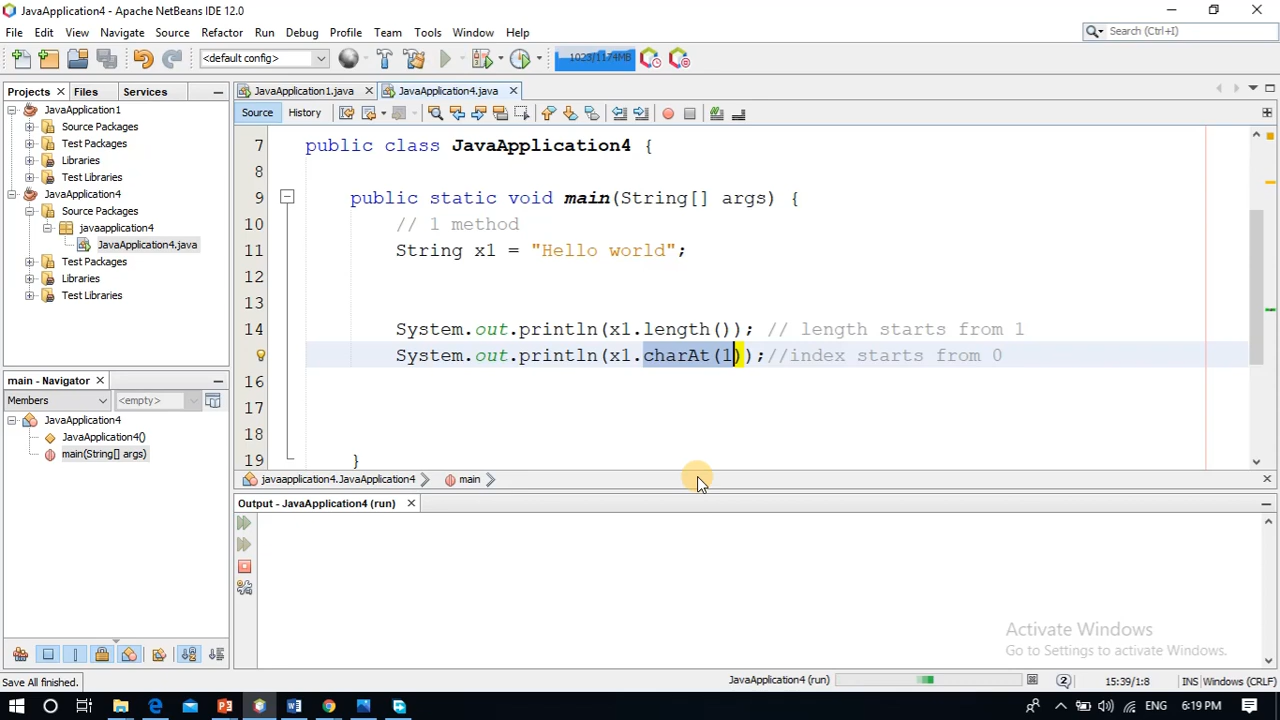 JavaApplication4 - Apache NetBeans IDE 12.0
File Edit View Navigate Source Refactor Run Debug Profile Team Tools Window Help
Search (Ctrl+I)
<default config>
1023/1174MB
Projects Files Services
JavaApplication1.java JavaApplication4.java
JavaApplication1
Source Packages
Test Packages
Libraries
Test Libraries
JavaApplication4
Source Packages
javaapplication4
JavaApplication4.java
Test Packages
Libraries
Test Libraries
Source History
7 public class JavaApplication4 {
8
9 public static void main(String[] args) {
10 // 1 method
11 String x1 = "Hello world";
12
13
14 System.out.println(x1.length()); // length starts from 1
System.out.println(x1.charAt(1));//index starts from 0
16
17
18
19 }
main - Navigator
Members <empty>
JavaApplication4
JavaApplication4()
main(String[] args)
javaapplication4.JavaApplication4 main
Output - JavaApplication4 (run)
Activate Windows
Go to Settings to activate Windows.
Save All finished.
JavaApplication4 (run) 2 15:39/1:8 INS Windows (CRLF)
ENG 6:19 PM